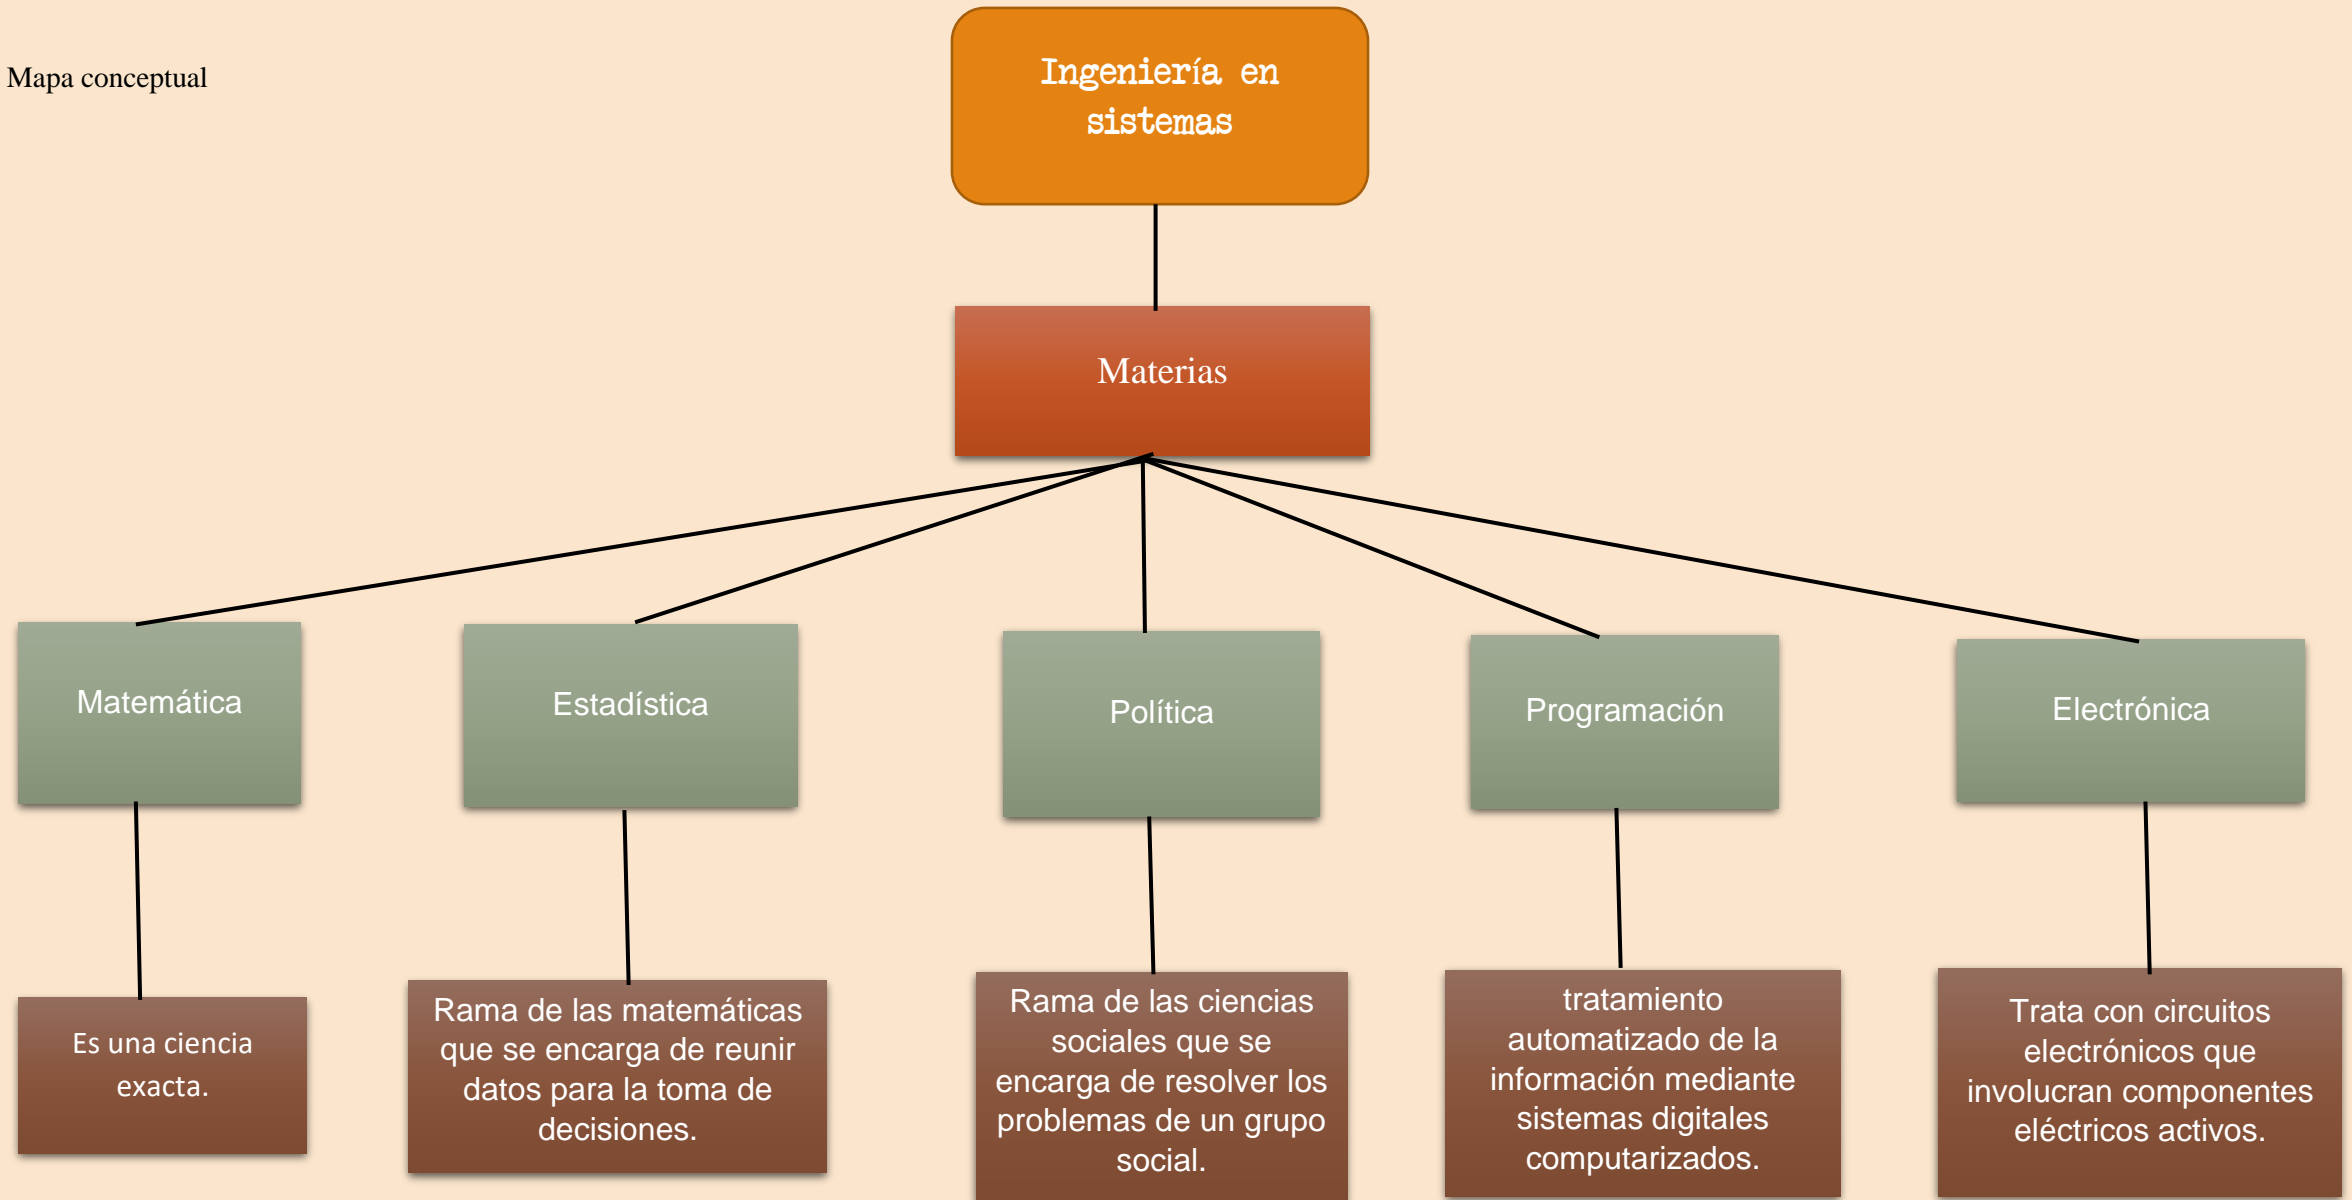 Mapa conceptual
Ingeniería en
sistemas
Materias
Matemática
Estadística
Política
Programación
Electrónica
Es una ciencia
exacta.
Rama de las matemáticas
que se encarga de reunir
datos para la toma de
decisiones.
Rama de las ciencias
sociales que se
encarga de resolver los
problemas de un grupo
social.
tratamiento
automatizado de la
información mediante
sistemas digitales
computarizados.
Trata con circuitos
electrónicos que
involucran componentes
eléctricos activos.